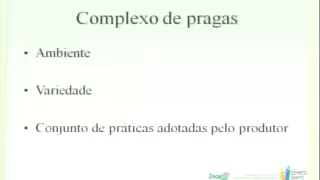 Complexo de pragas
• Ambiente
• Variedade
• Conjunto de praticas adotadas pelo produtor